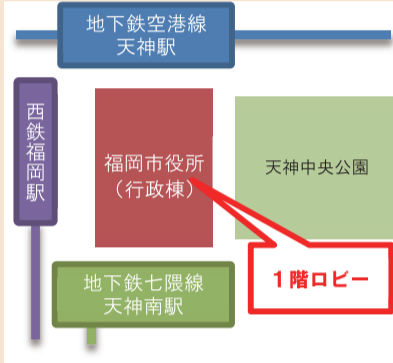 地下鉄空港線
天神駅
西鉄福岡駅
福岡市役所
（行政棟）
天神中央公園
1階ロビー
地下鉄七隈線
天神南駅